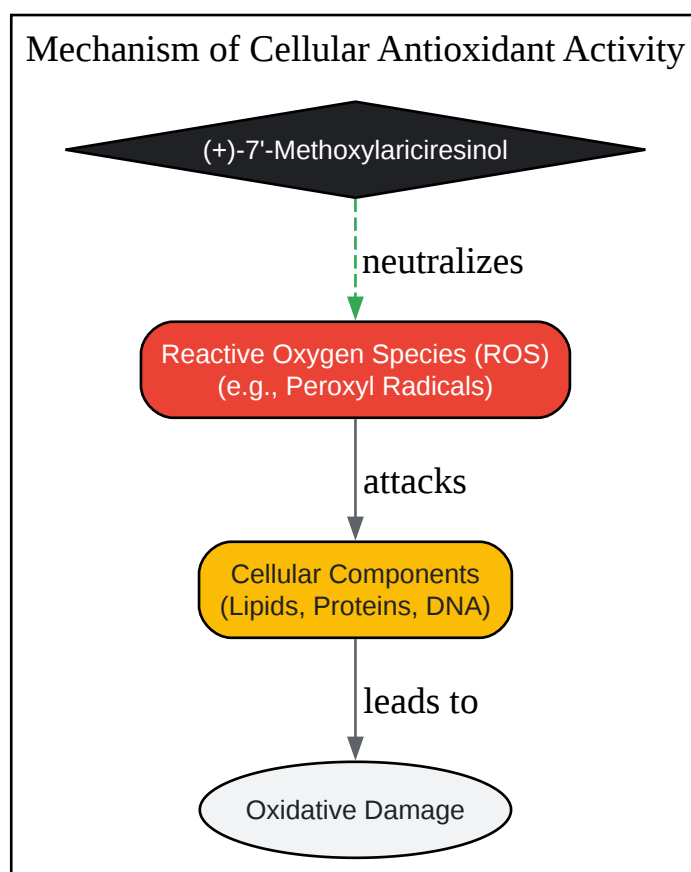 Mechanism of Cellular Antioxidant Activity
(+)-7'-Methoxylariciresinol
neutralizes
Reactive Oxygen Species (ROS)
(e.g., Peroxyl Radicals)
attacks
Cellular Components
(Lipids, Proteins, DNA)
leads to
Oxidative Damage